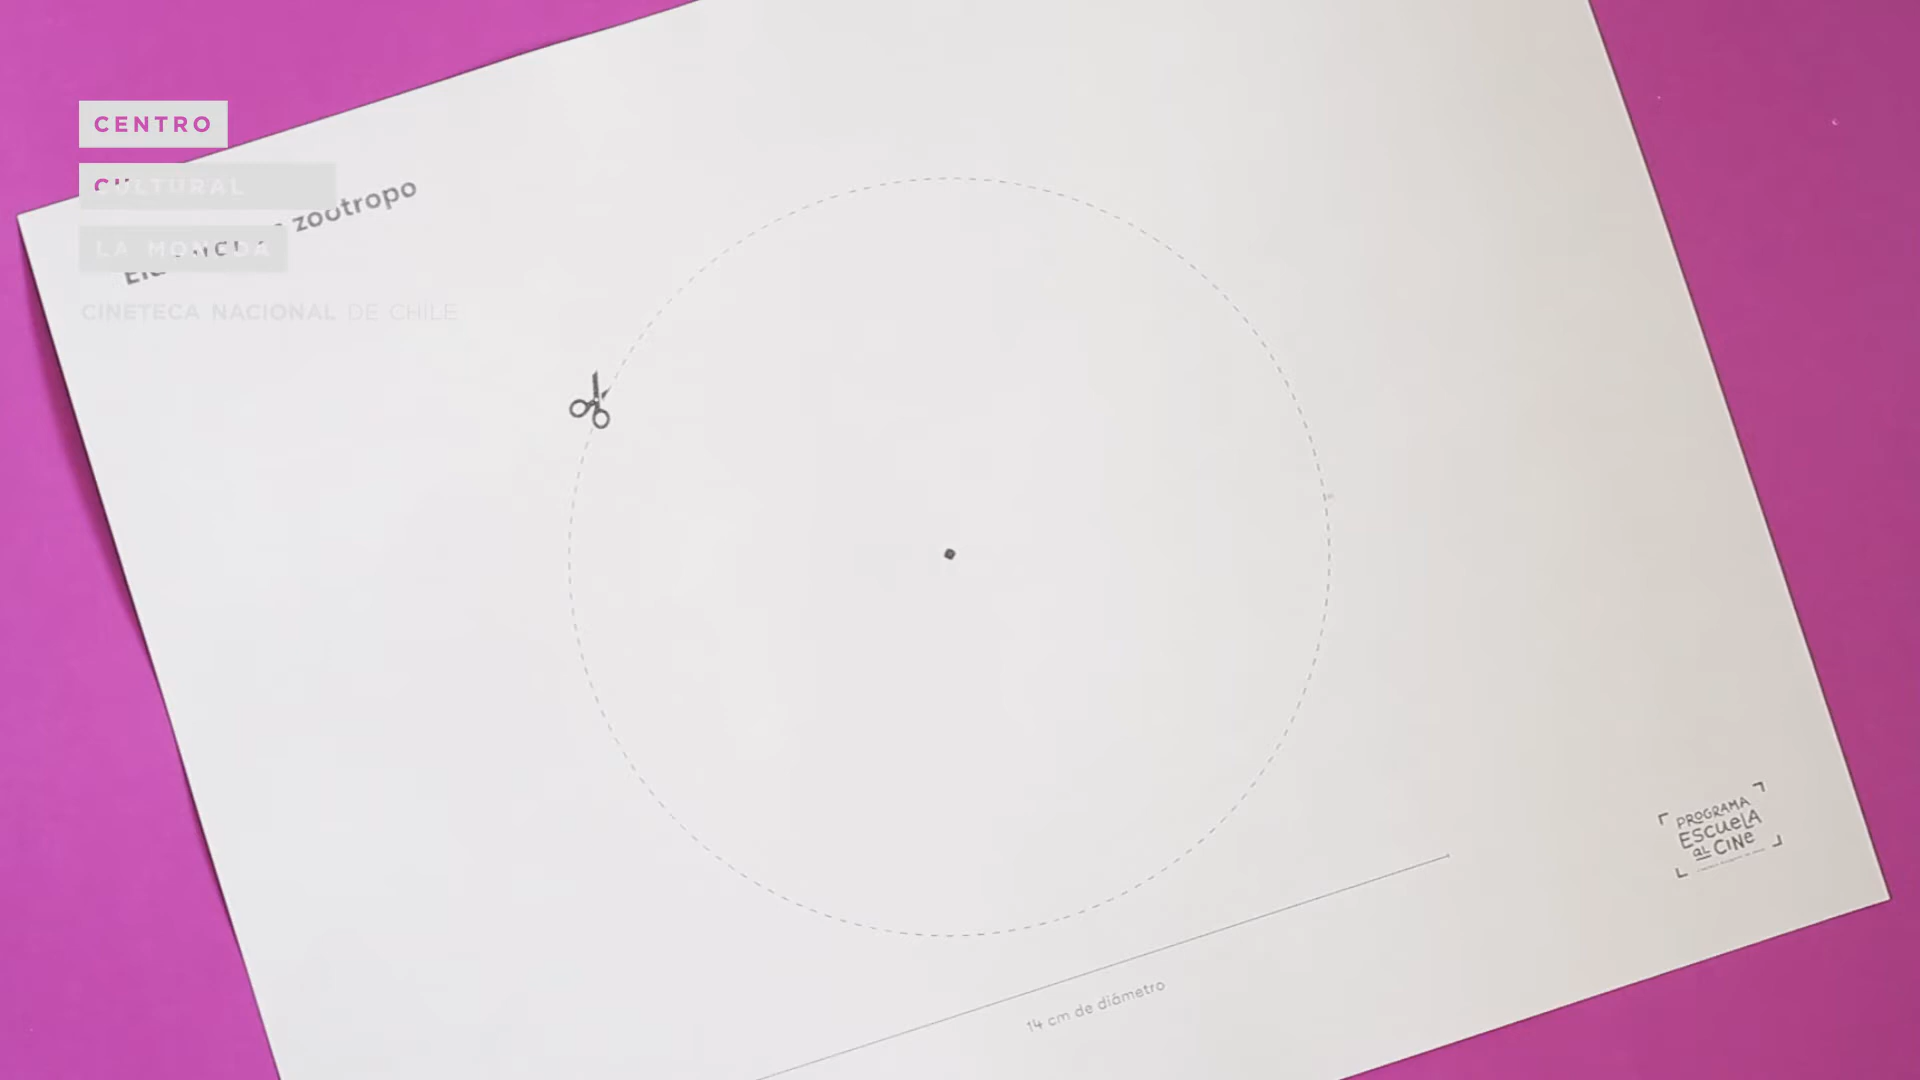 CENTRO
CULTURAL
LA MONEDA
CINETECA NACIONAL DE CHILE
zootropo
PROGRAMA
ESCUELA
AL CINE
14 cm de diámetro